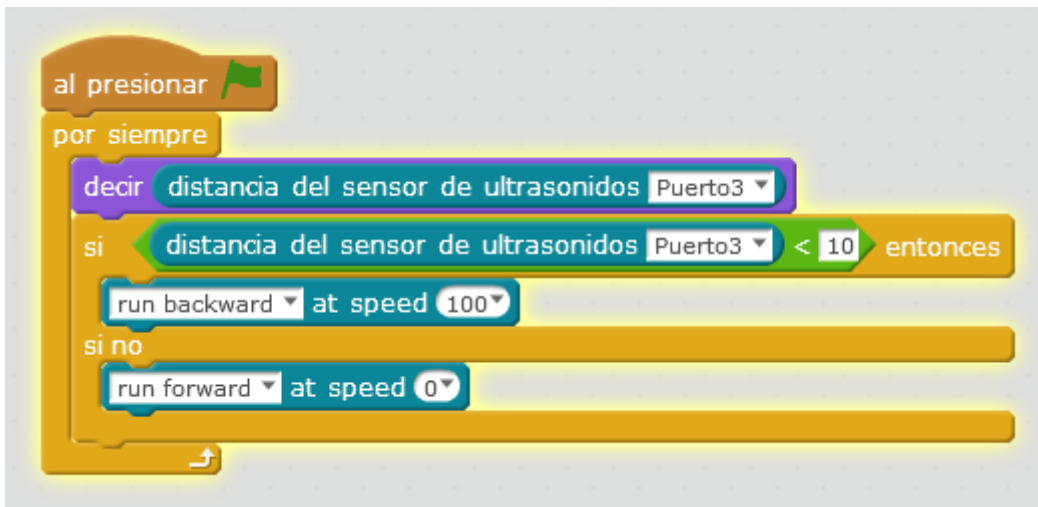 al presionar
por siempre
decir distancia del sensor de ultrasonidos Puerto3
si distancia del sensor de ultrasonidos Puerto3 < 10 entonces
run backward at speed 100
si no
run forward at speed 0